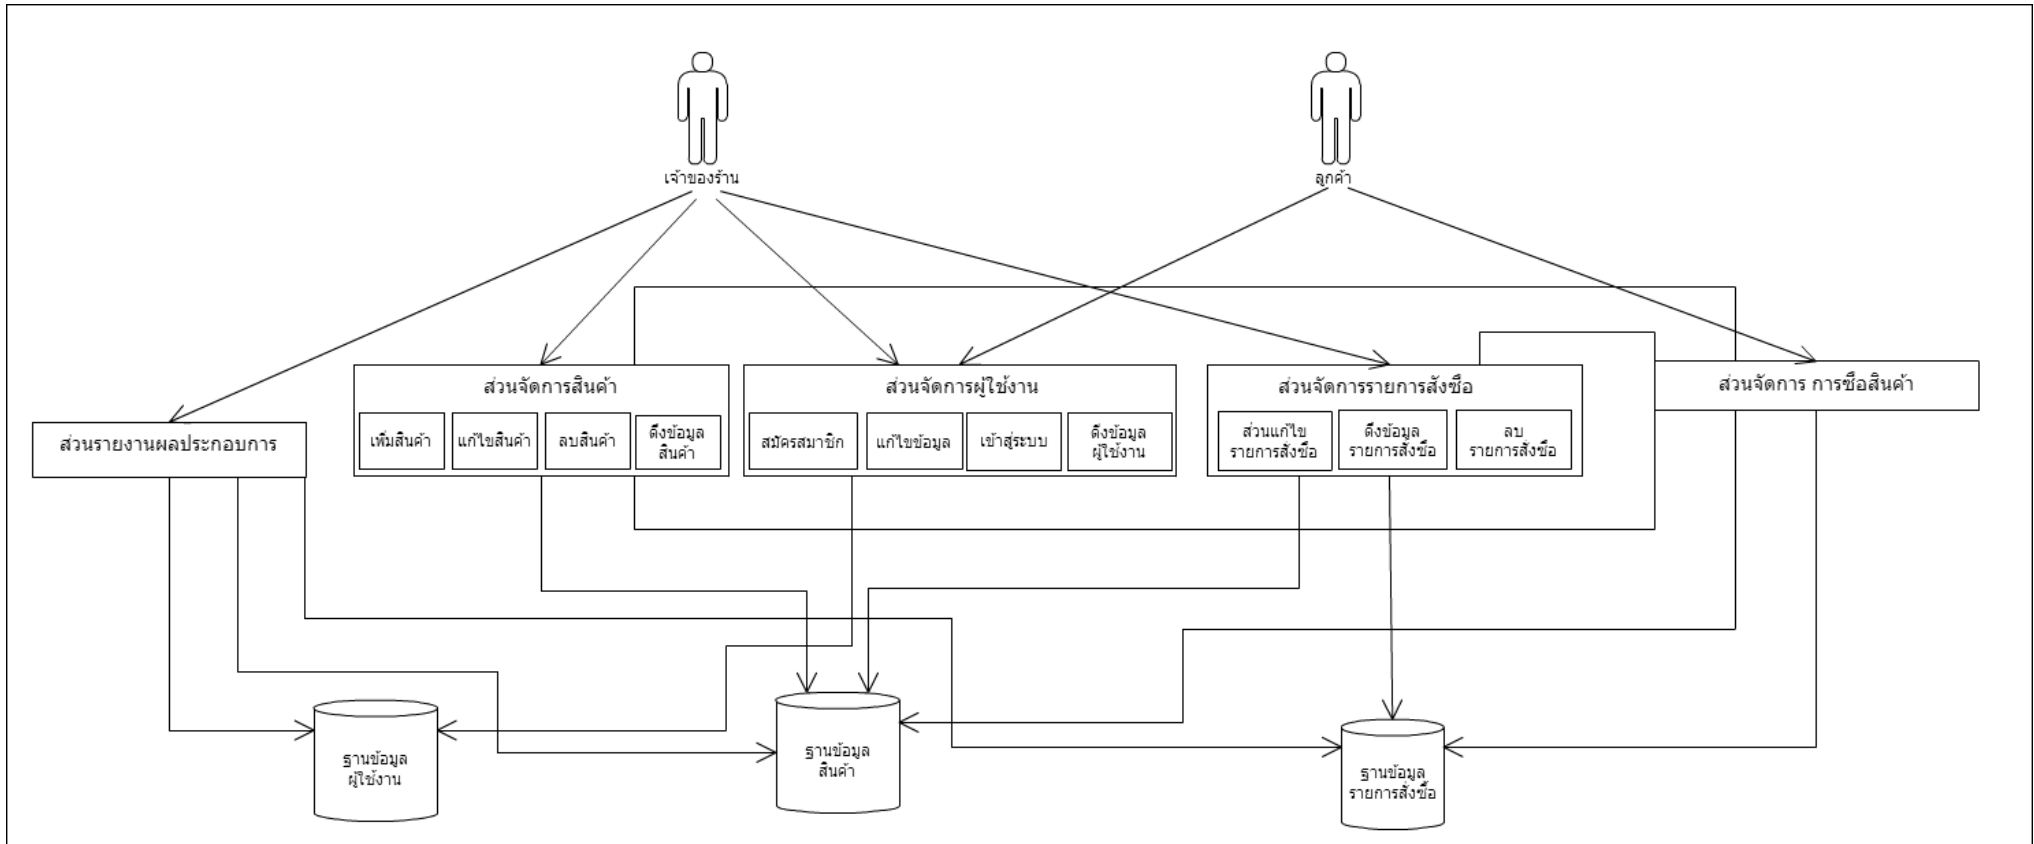 เจ้าของร้าน
ลูกค้า
ส่วนรายงานผลประกอบการ
ส่วนจัดการสินค้า
เพิ่มสินค้า
แก้ไขสินค้า
ลบสินค้า
ดึงข้อมูล
สินค้า
ส่วนจัดการผู้ใช้งาน
สมัครสมาชิก
แก้ไขข้อมูล
เข้าสู่ระบบ
ดึงข้อมูล
ผู้ใช้งาน
ส่วนจัดการรายการสั่งซื้อ
ส่วนแก้ไข
รายการสั่งซื้อ
ดึงข้อมูล
รายการสั่งซื้อ
ลบ
รายการสั่งซื้อ
ส่วนจัดการ การซื้อสินค้า
ฐานข้อมูล
ผู้ใช้งาน
ฐานข้อมูล
สินค้า
ฐานข้อมูล
รายการสั่งซื้อ